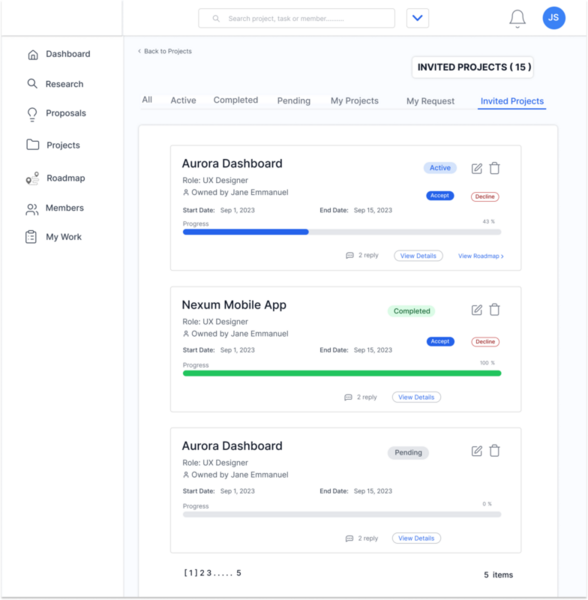 Search project, task or member..........
JS
Dashboard
Research
Proposals
Projects
Roadmap
Members
My Work
‹ Back to Projects
INVITED PROJECTS ( 15 )
All Active Completed Pending My Projects My Request Invited Projects
Aurora Dashboard
Active
Role: UX Designer
Owned by Jane Emmanuel
Accept Decline
Start Date: Sep 1, 2023 End Date: Sep 15, 2023
Progress 43 %
2 reply View Details View Roadmap ›
Nexum Mobile App
Completed
Role: UX Designer
Owned by Jane Emmanuel
Accept Decline
Start Date: Sep 1, 2023 End Date: Sep 15, 2023
Progress 100 %
2 reply View Details
Aurora Dashboard
Pending
Role: UX Designer
Owned by Jane Emmanuel
Start Date: Sep 1, 2023 End Date: Sep 15, 2023
Progress 0 %
2 reply View Details
[ 1 ] 2 3 . . . . . 5 5 items